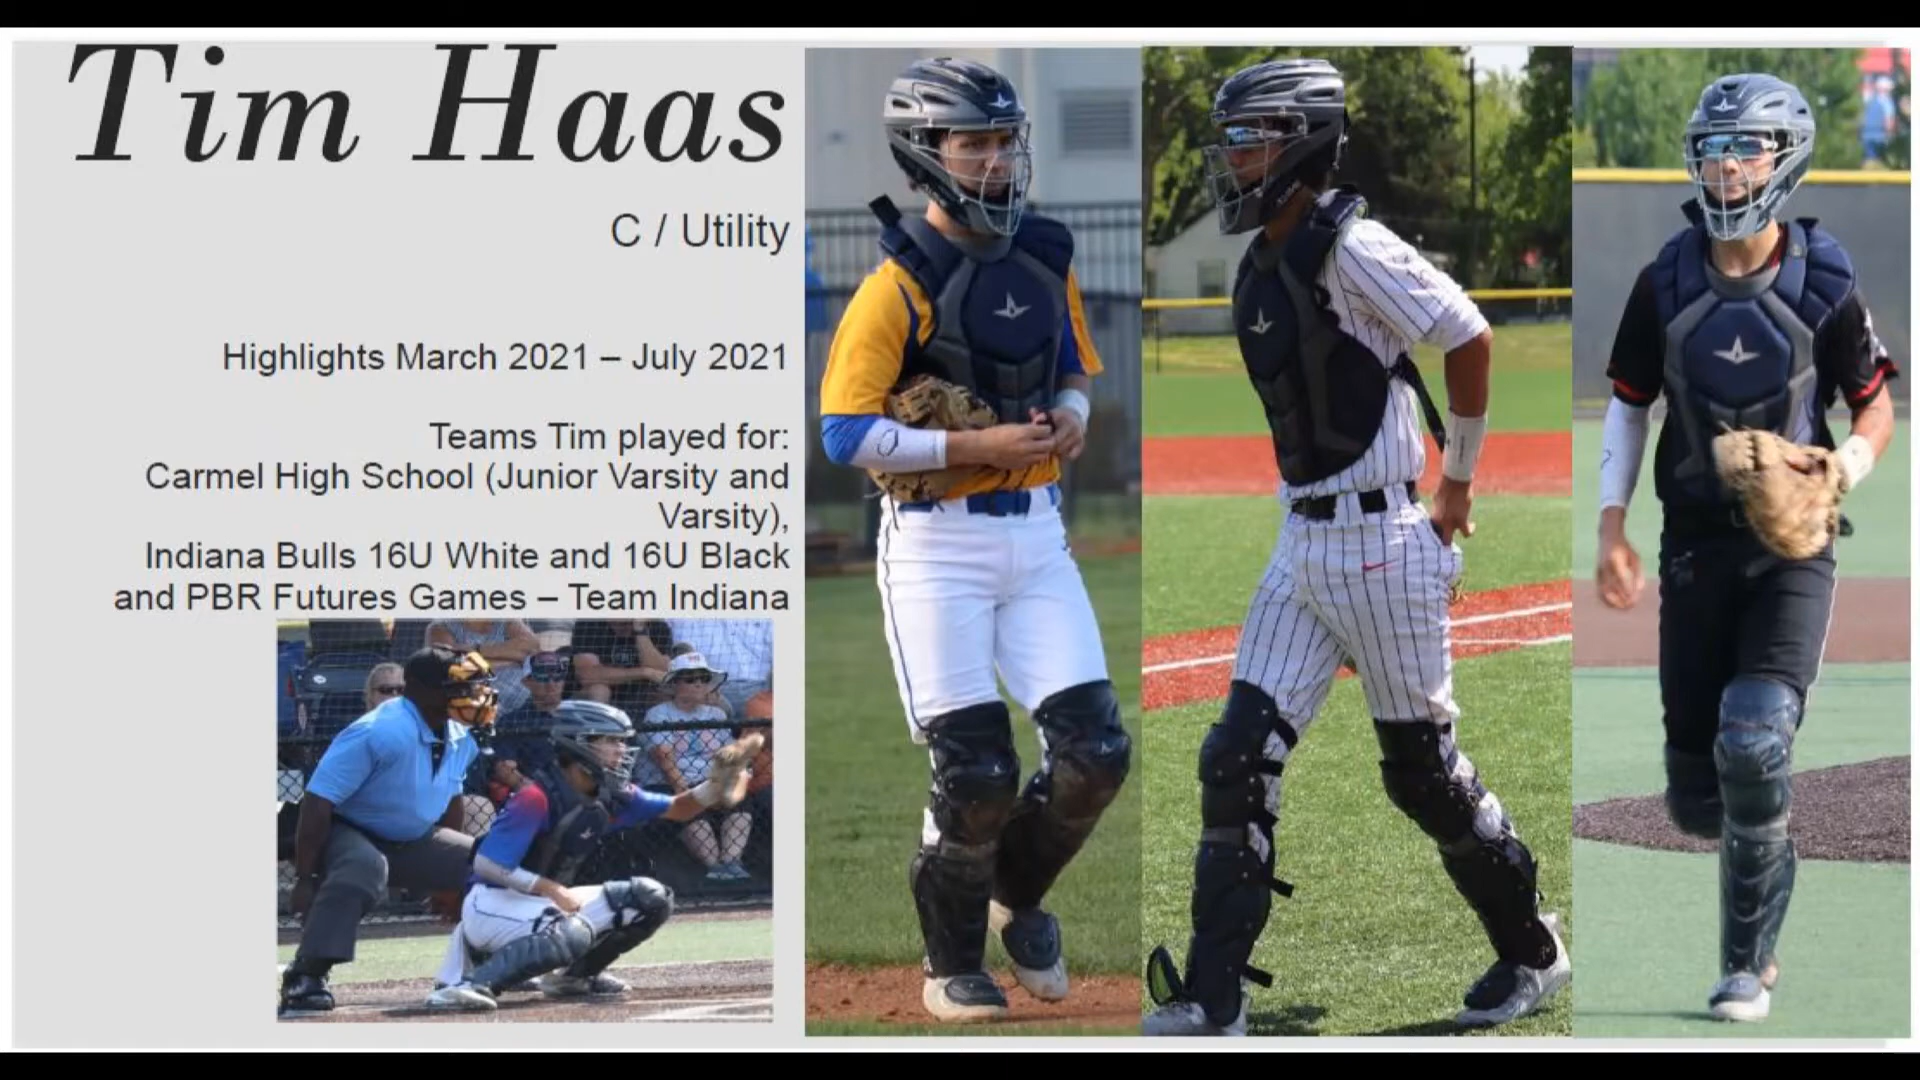 Tim Haas
C / Utility
Highlights March 2021 – July 2021
Teams Tim played for:
Carmel High School (Junior Varsity and
Varsity),
Indiana Bulls 16U White and 16U Black
and PBR Futures Games – Team Indiana